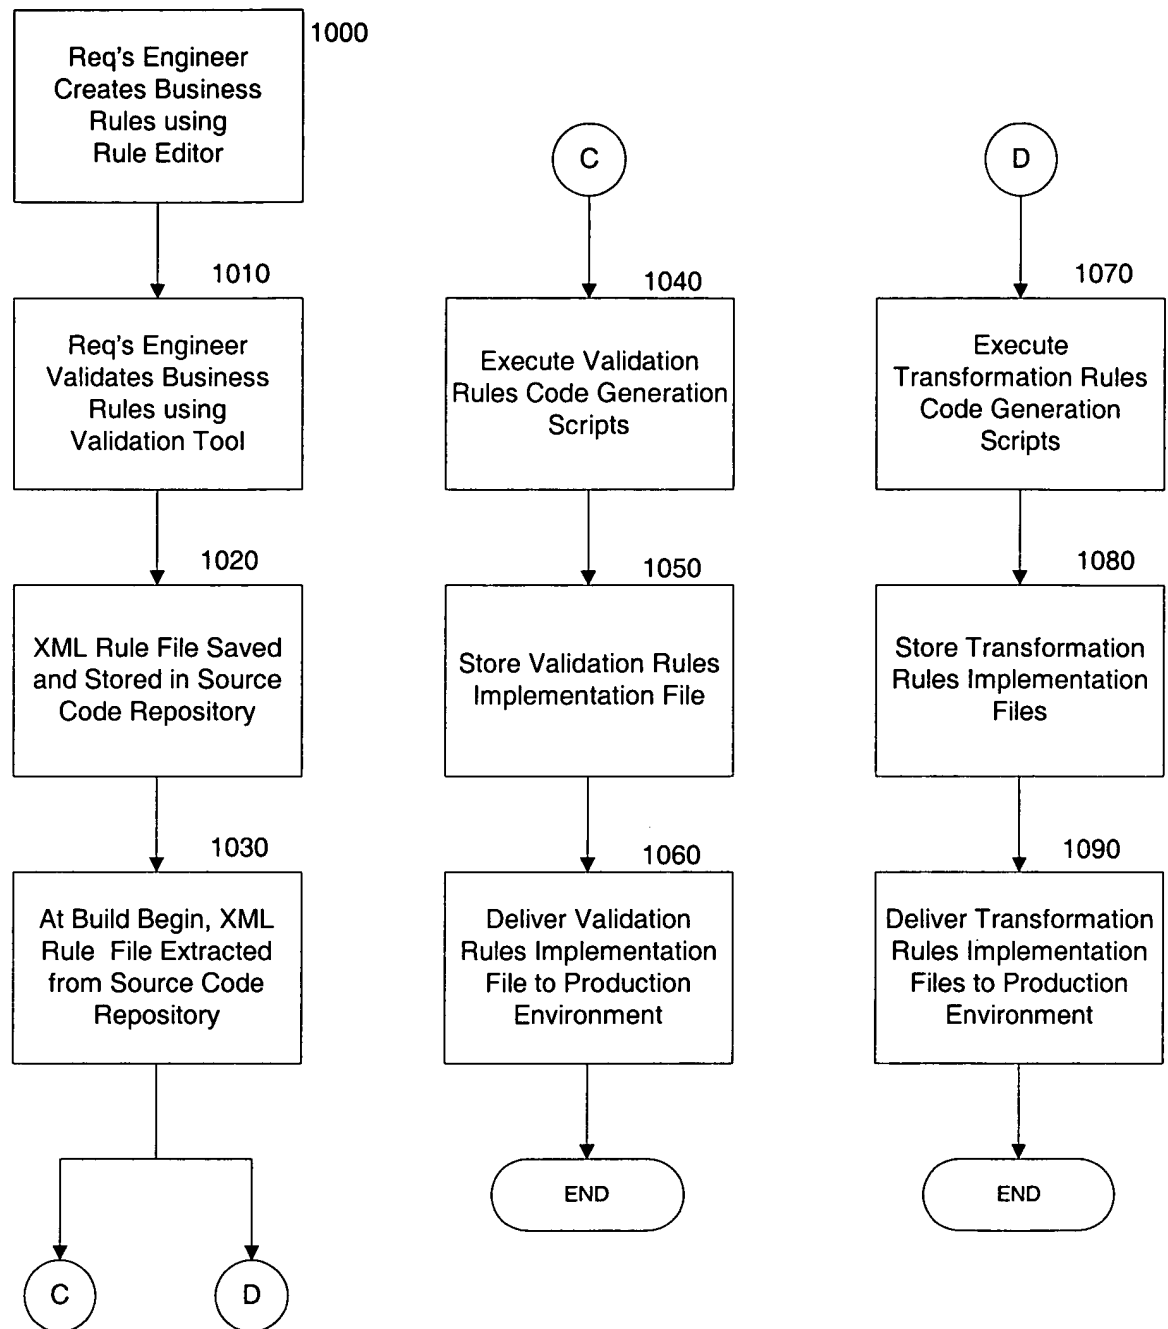 1000
Req's Engineer
Creates Business
Rules using
Rule Editor
1010
Req's Engineer
Validates Business
Rules using
Validation Tool
1020
XML Rule File Saved
and Stored in Source
Code Repository
1030
At Build Begin, XML
Rule File Extracted
from Source Code
Repository
C
D
C
1040
Execute Validation
Rules Code Generation
Scripts
1050
Store Validation Rules
Implementation File
1060
Deliver Validation
Rules Implementation
File to Production
Environment
END
D
1070
Execute
Transformation Rules
Code Generation
Scripts
1080
Store Transformation
Rules Implementation
Files
1090
Deliver Transformation
Rules Implementation
Files to Production
Environment
END